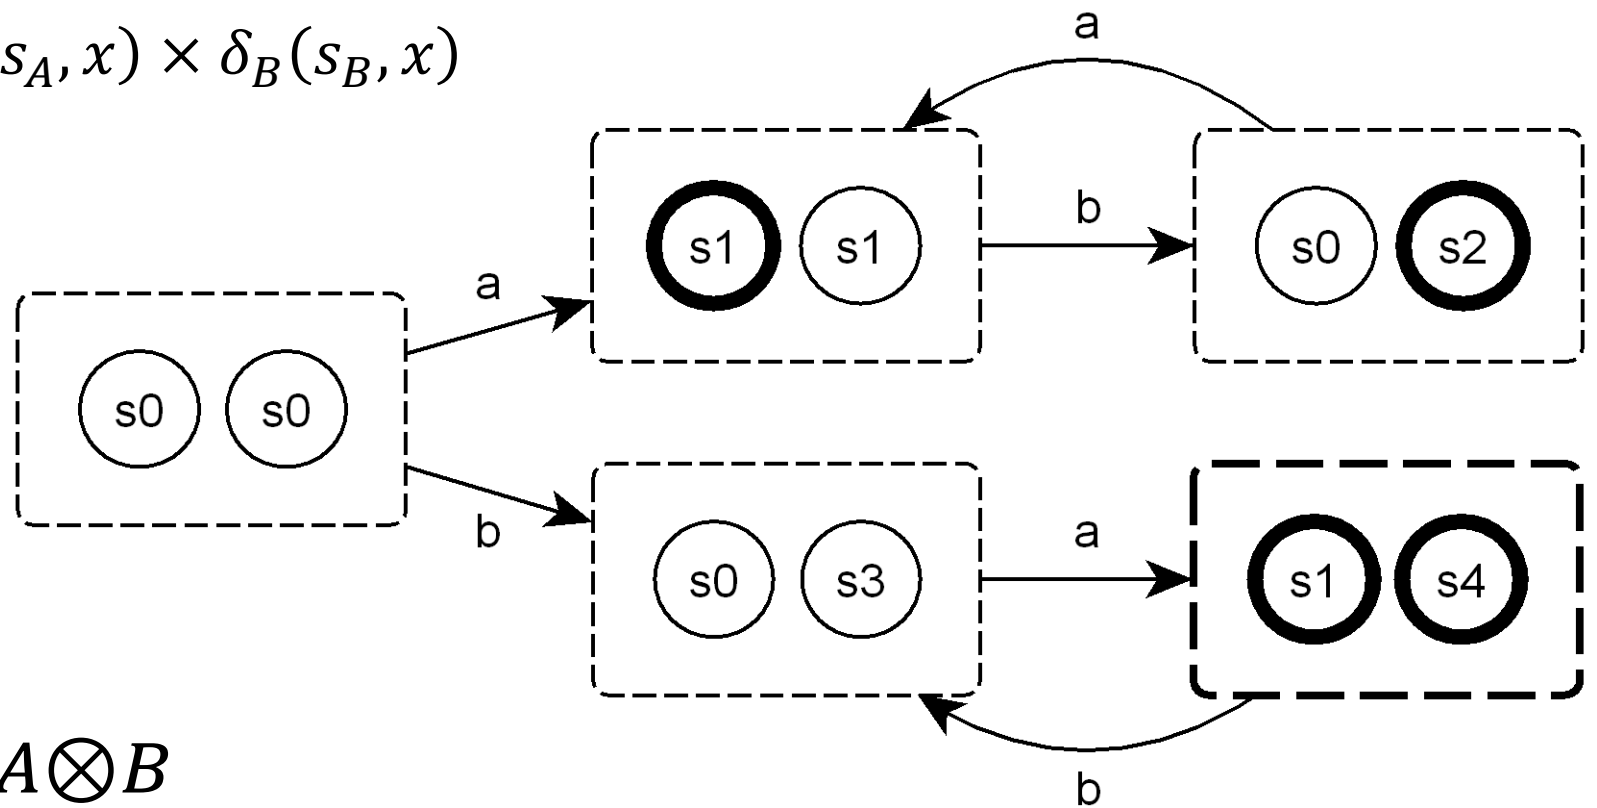 s_A, x) × δ_B(s_B, x)
a
s1 s1
b
s0 s2
a
s0 s0
b
s0 s3
a
s1 s4
b
A⊗B